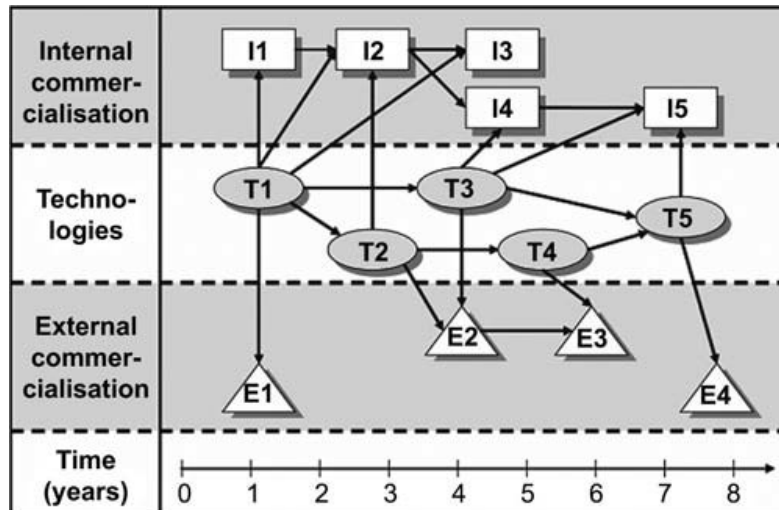 Internal
commer-
cialisation
I1
I2
I3
I4
I5
Techno-
logies
T1
T3
T5
T2
T4
External
commer-
cialisation
E2
E3
E1
E4
Time
(years)
0 1 2 3 4 5 6 7 8